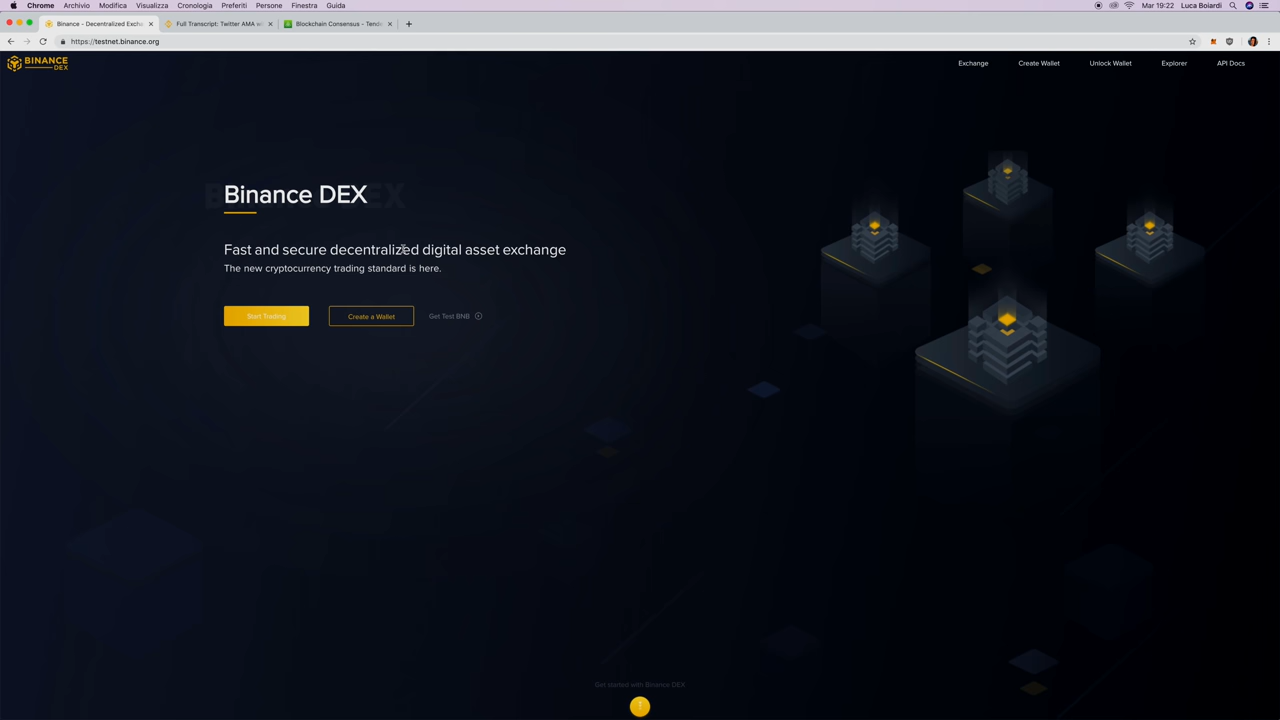 Chrome Archivio Modifica Visualizza Cronologia Preferiti Persone Finestra Guida Mar 19:22 Luca Boiardi
Binance - Decentralized Exch Full Transcript: Twitter AMA wi Blockchain Consensus - Tende
https://testnet.binance.org
BINANCE DEX Exchange Create Wallet Unlock Wallet Explorer API Docs
Binance DEX
Fast and secure decentralized digital asset exchange
The new cryptocurrency trading standard is here.
Start Trading Create a Wallet Get Test BNB
Get started with Binance DEX